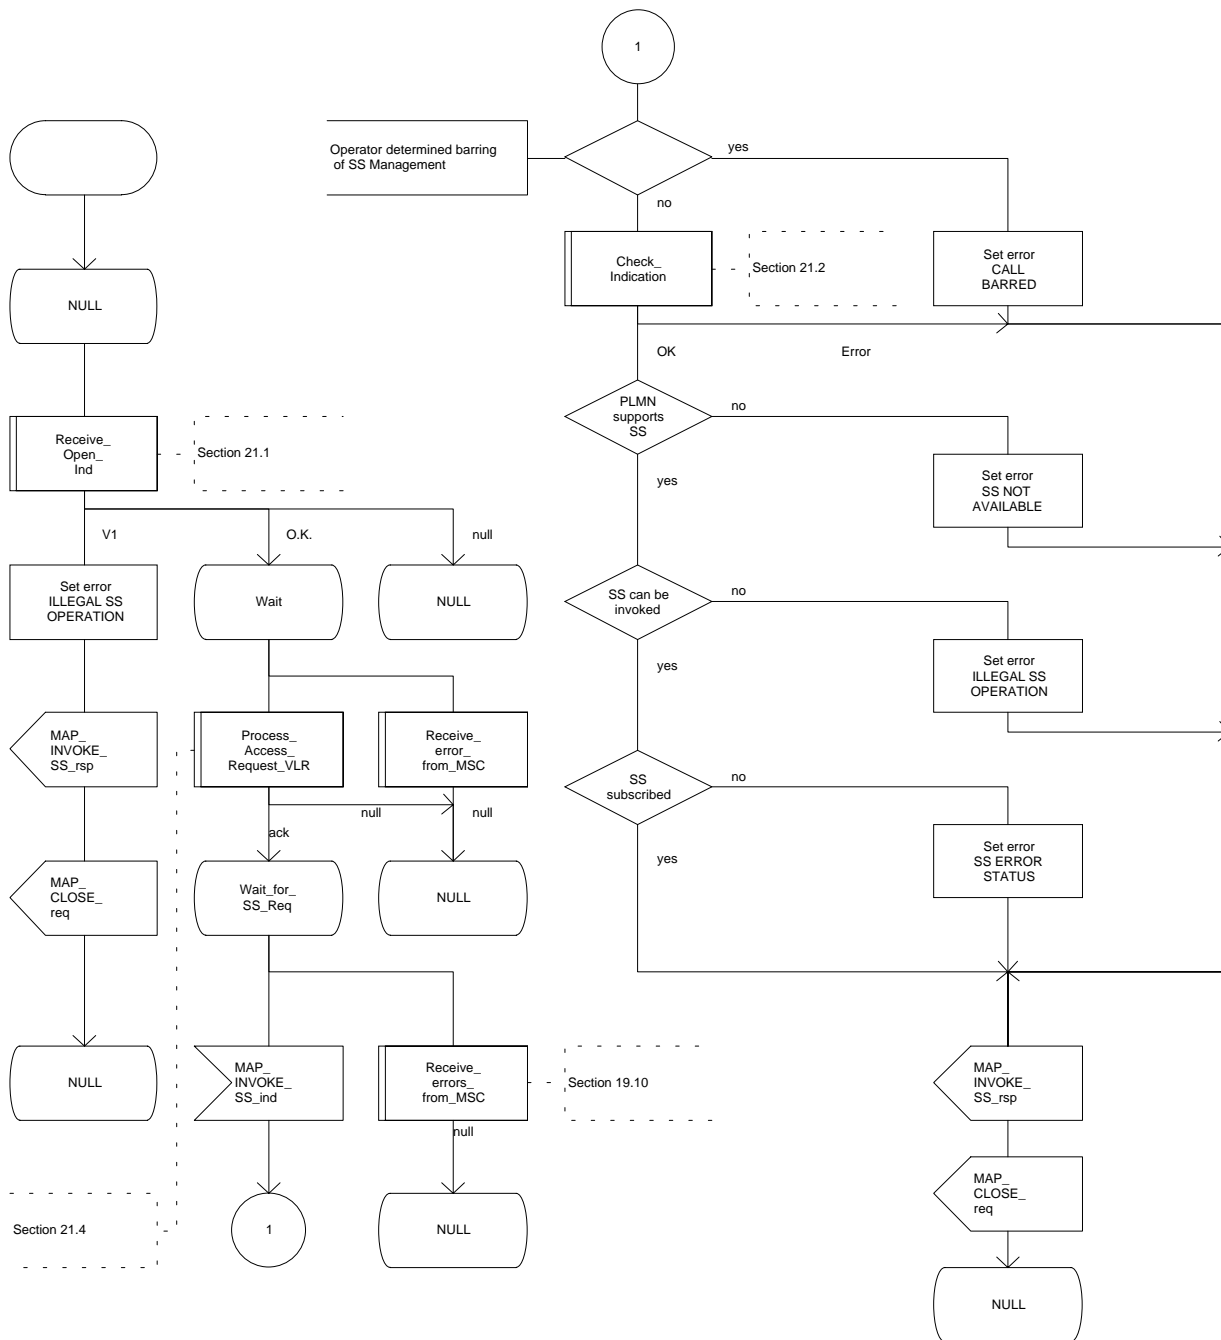 1
Operator determined barring
of SS Management
yes
no
Check_
Indication
Section 21.2
Set error
CALL
BARRED
NULL
OK
Error
PLMN
supports
SS
no
Receive_
Open_
Ind
Section 21.1
yes
Set error
SS NOT
AVAILABLE
V1
O.K.
null
Set error
ILLEGAL SS
OPERATION
Wait
NULL
SS can be
invoked
no
yes
Set error
ILLEGAL SS
OPERATION
MAP_
INVOKE_
SS_rsp
Process_
Access_
Request_VLR
Receive_
error_
from_MSC
SS
subscribed
no
null
null
ack
yes
Set error
SS ERROR
STATUS
MAP_
CLOSE_
req
Wait_for_
SS_Req
NULL
NULL
MAP_
INVOKE_
SS_ind
Receive_
errors_
from_MSC
Section 19.10
MAP_
INVOKE_
SS_rsp
null
Section 21.4
1
NULL
MAP_
CLOSE_
req
NULL